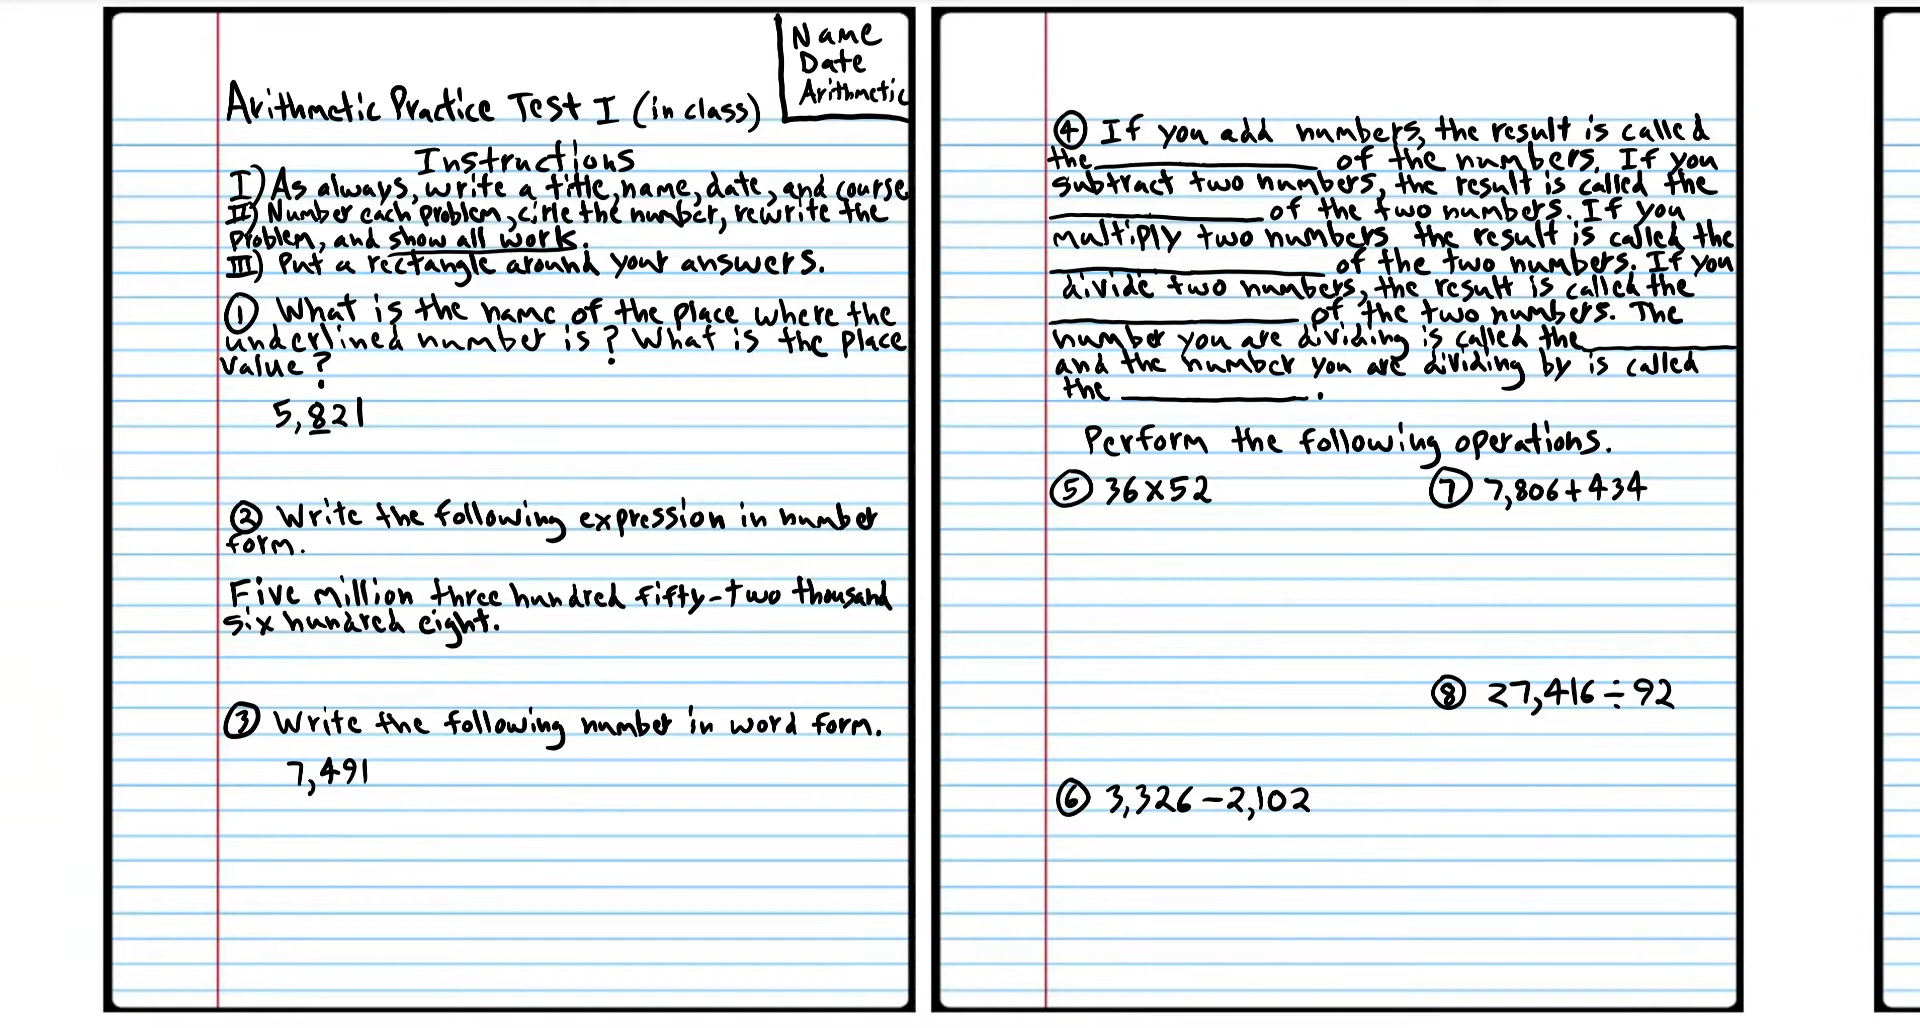 Name
Date
Arithmetic
Arithmetic Practice Test I (in class)
Instructions
I) As always, write a title, name, date, and course
II) Number each problem, cirle the number, rewrite the
problem, and show all work.
III) Put a rectangle around your answers.
① What is the name of the place where the
underlined number is? What is the place
value?
5,821
② Write the following expression in number
form.
Five million three hundred fifty-two thousand
six hundred eight.
③ Write the following number in word form.
7,491
④ If you add numbers, the result is called
the ____________ of the numbers. If you
subtract two numbers, the result is called the
____________ of the two numbers. If you
multiply two numbers the result is called the
____________ of the two numbers. If you
divide two numbers, the result is called the
____________ of the two numbers. The
number you are dividing is called the ____________
and the number you are dividing by is called
the ____________.
Perform the following operations.
⑤ 36×52
⑦ 7,806+434
⑧ 27,416÷92
⑥ 3,326-2,102